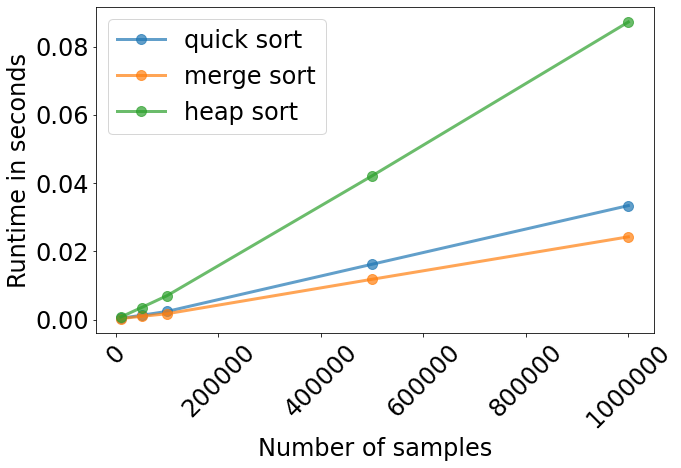 quick sort
merge sort
heap sort
Runtime in seconds
0.08
0.06
0.04
0.02
0.00
0
200000
400000
600000
800000
1000000
Number of samples